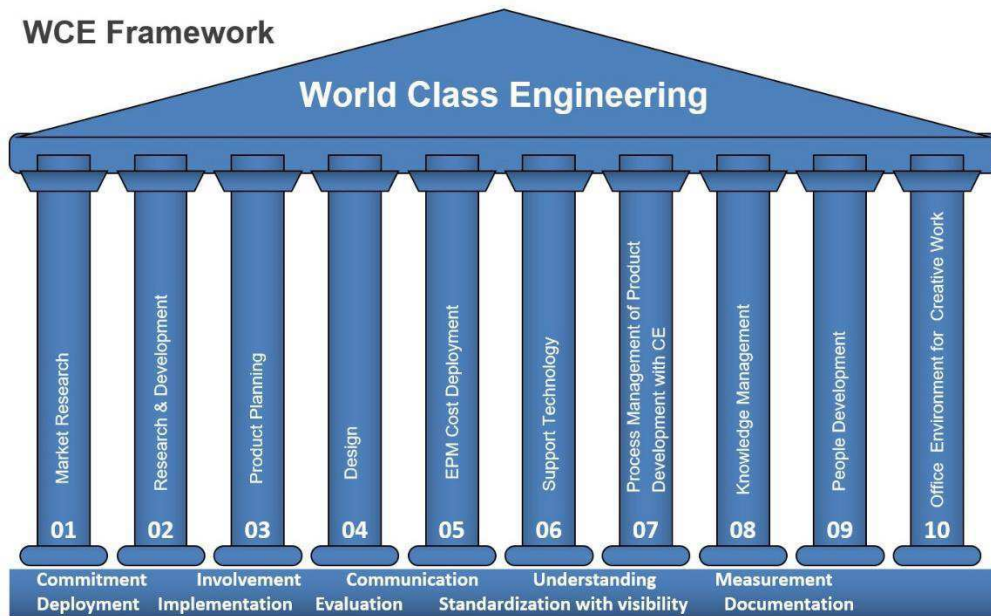 WCE Framework
World Class Engineering
Market Research
01
Research & Development
02
Product Planning
03
Design
04
EPM Cost Deployment
05
Support Technology
06
Process Management of Product
Development with CE
07
Knowledge Management
08
People Development
09
Office Environment for Creative Work
10
Commitment Involvement Communication Understanding Measurement
Deployment Implementation Evaluation Standardization with visibility Documentation